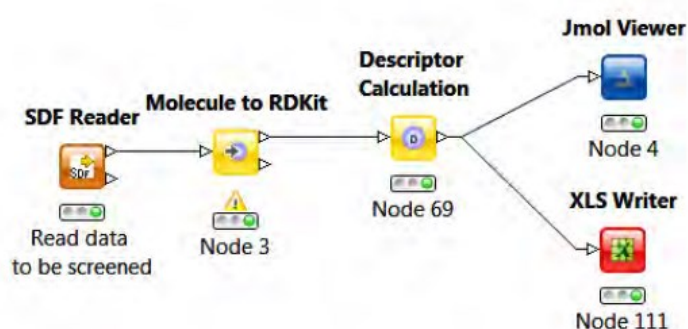 Jmol Viewer
Descriptor
Calculation
Molecule to RDKit
SDF Reader
SDF
D
Node 4
Node 69
XLS Writer
Read data
to be screened
Node 3
Node 111